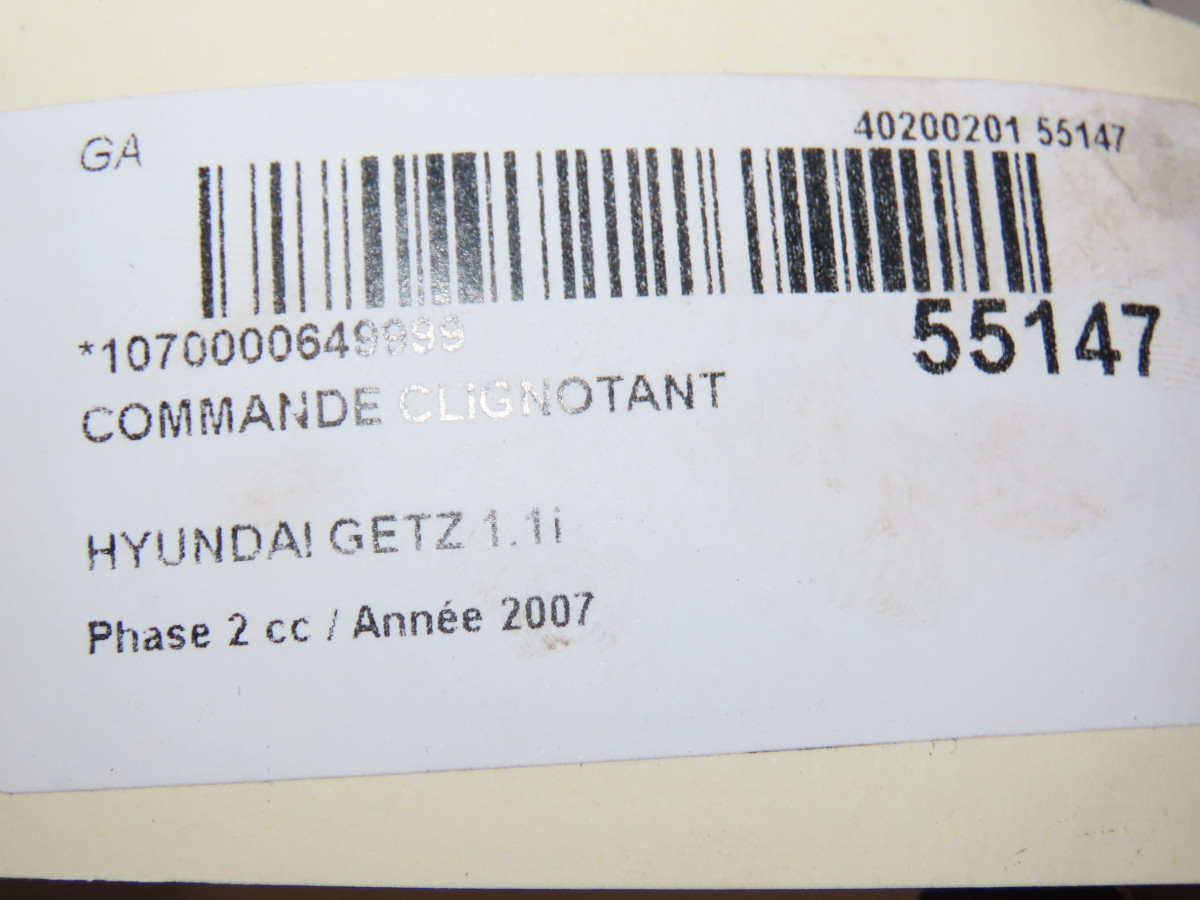 GA
40200201 55147
55147
*1070000649999
COMMANDE CLiGNOTANT
HYUNDAI GETZ 1.1i
Phase 2 cc / Année 2007